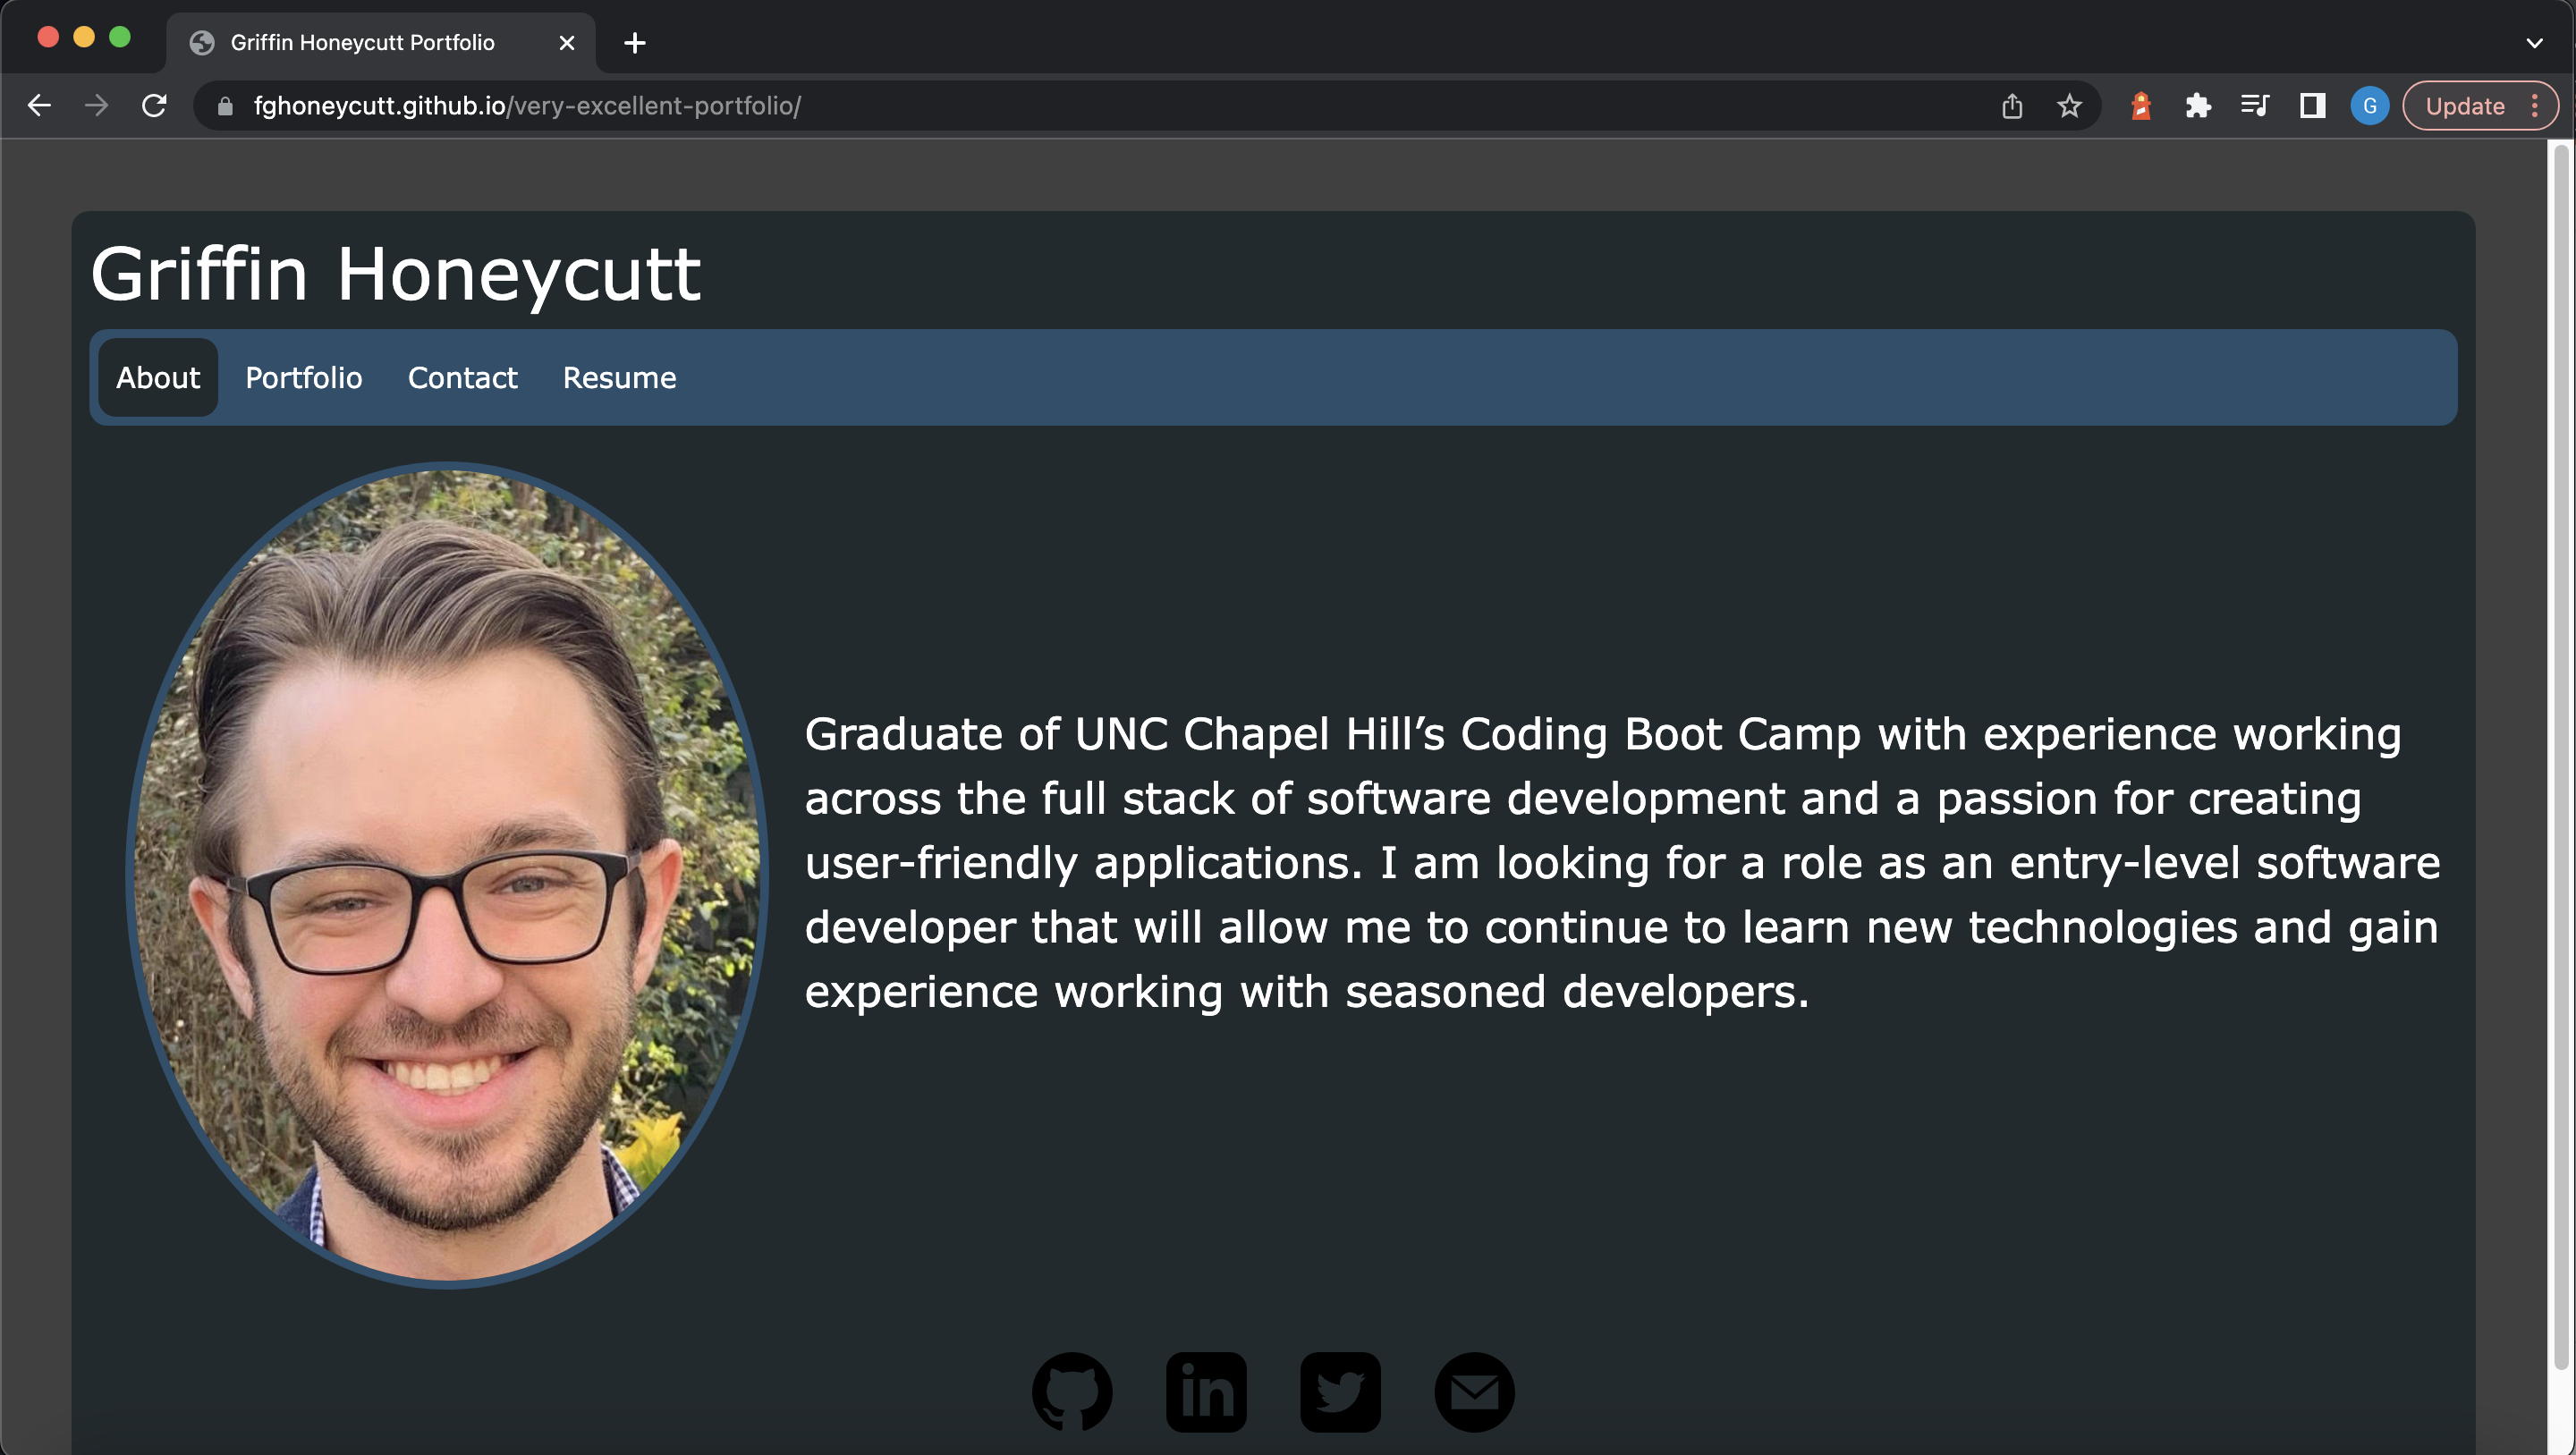 Griffin Honeycutt Portfolio
fghoneycutt.github.io/very-excellent-portfolio/
G
Update
Griffin Honeycutt
About Portfolio Contact Resume
Graduate of UNC Chapel Hill’s Coding Boot Camp with experience working
across the full stack of software development and a passion for creating
user-friendly applications. I am looking for a role as an entry-level software
developer that will allow me to continue to learn new technologies and gain
experience working with seasoned developers.
in